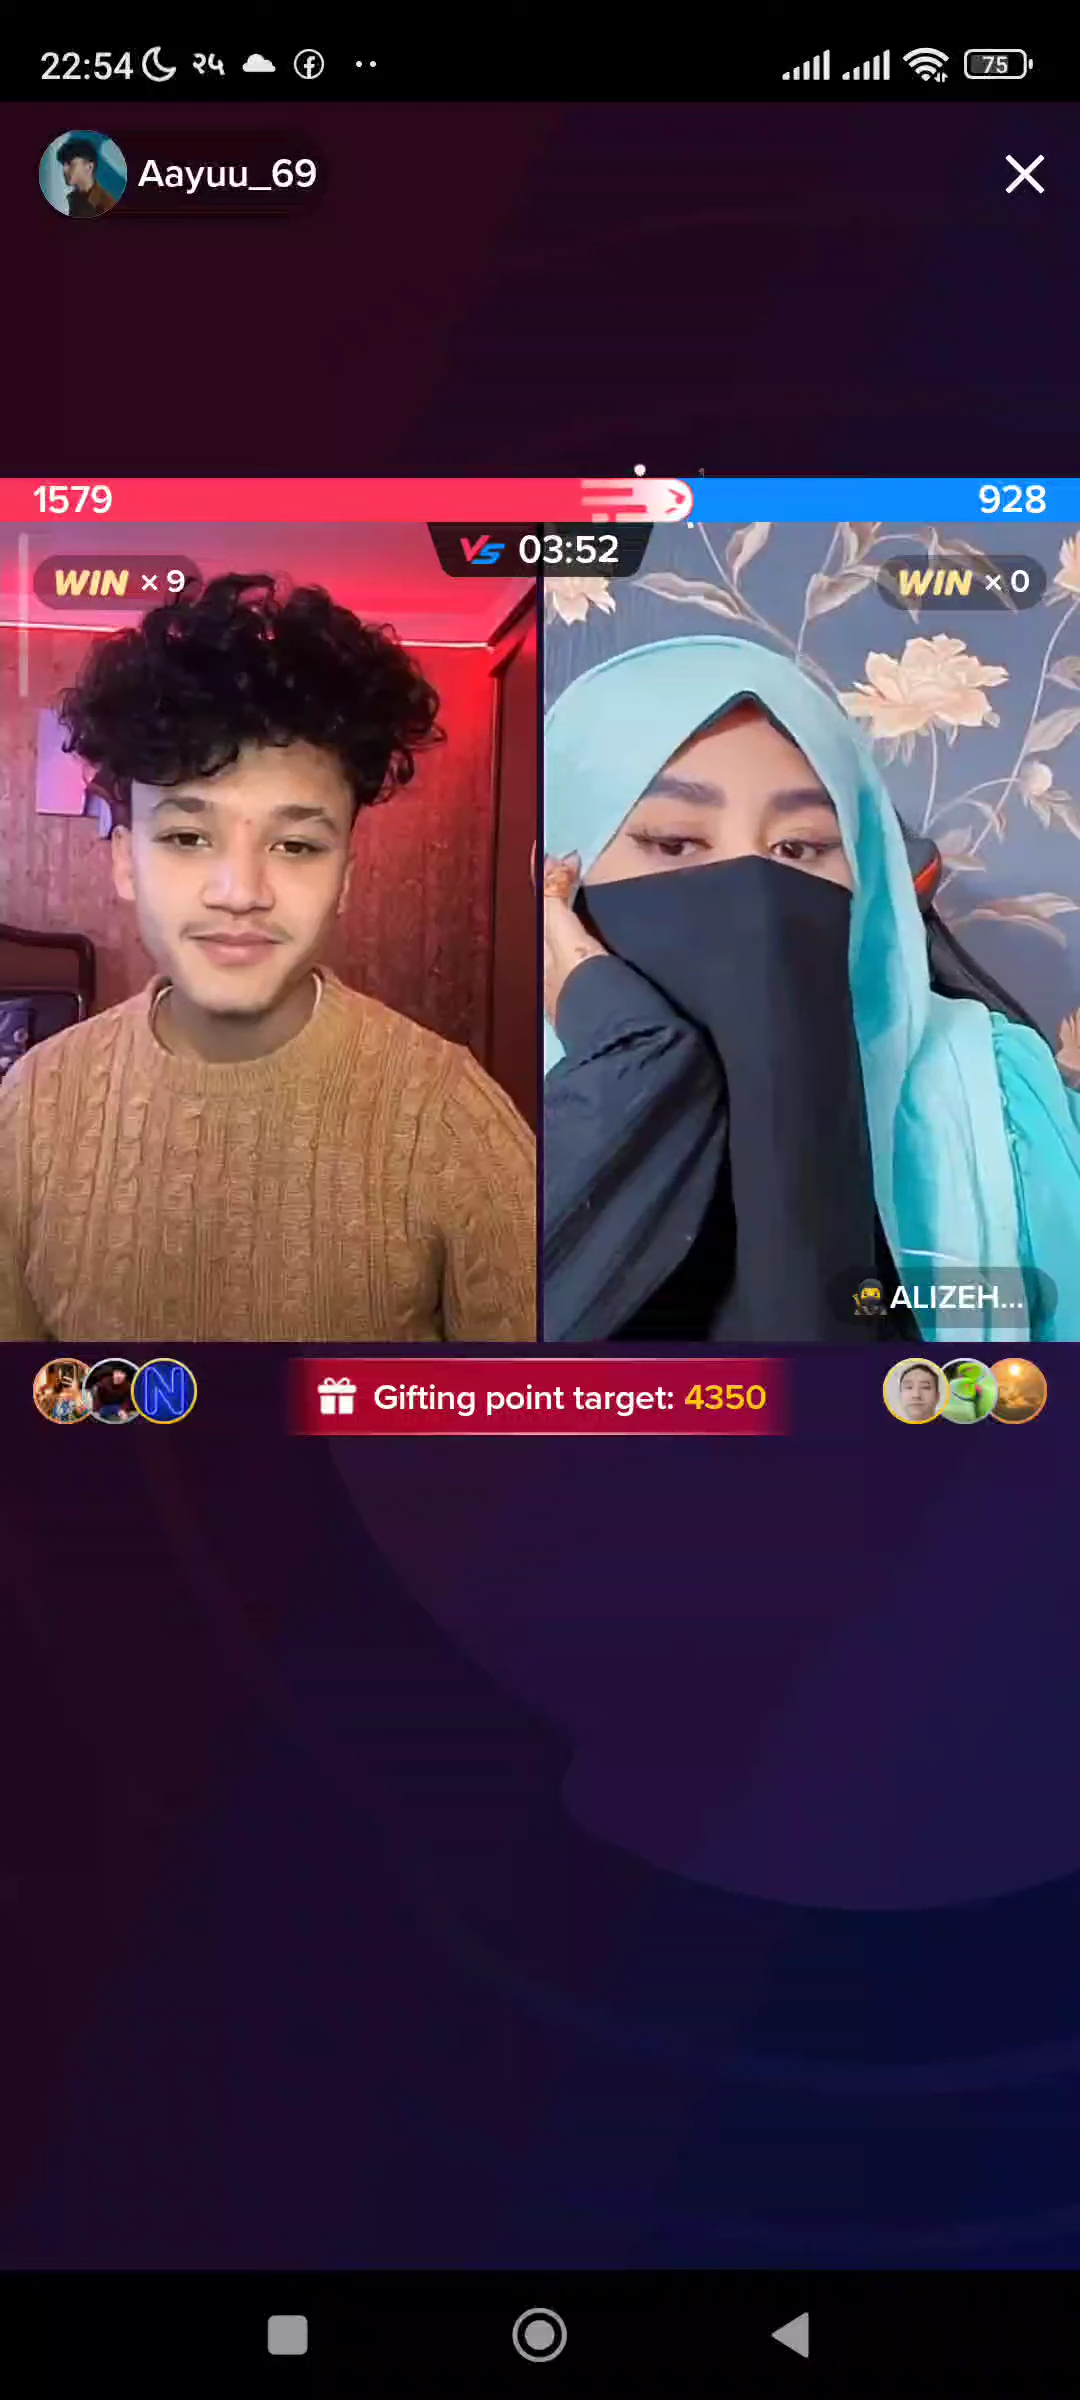 22:54 २५ 75
Aayuu_69
1579 928
VS 03:52
WIN × 9 WIN × 0
ALIZEH...
N
Gifting point target: 4350